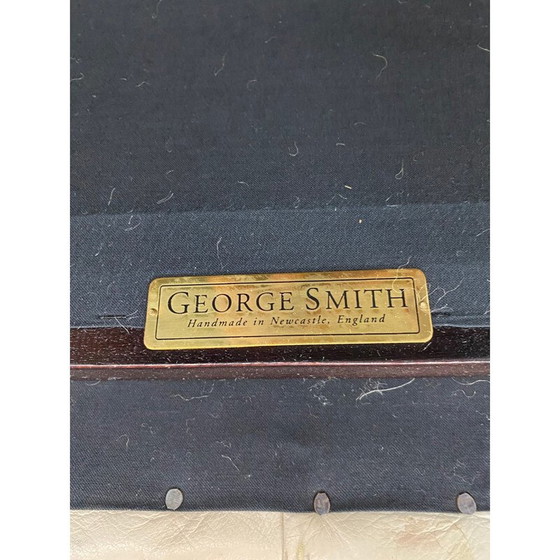 GEORGE SMITH
Handmade in Newcastle, England